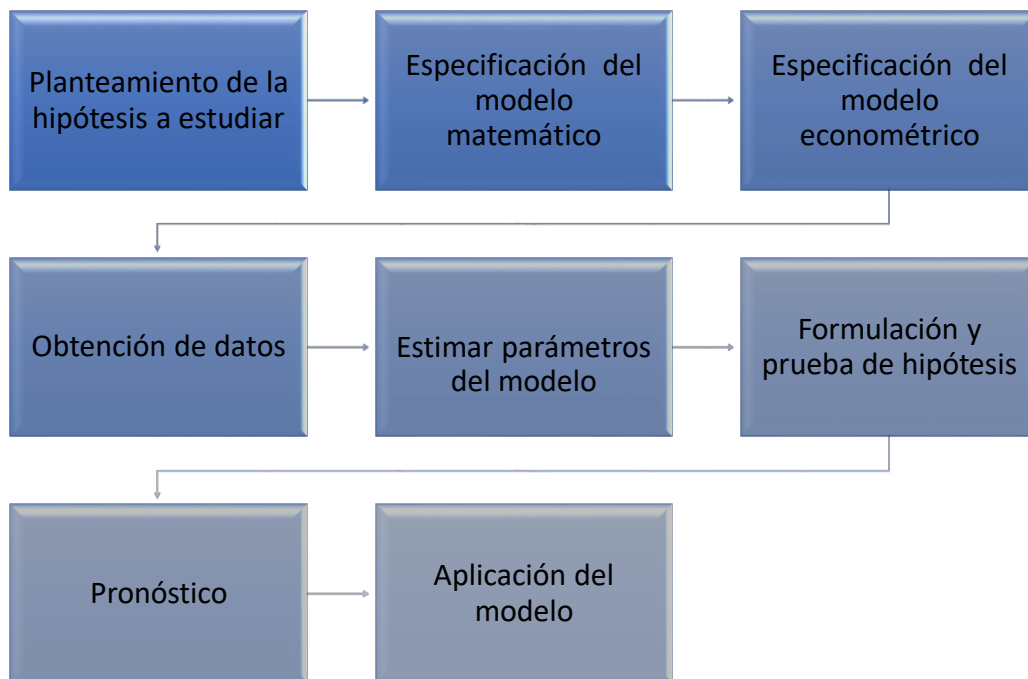 Planteamiento de la
hipótesis a estudiar
Especificación del
modelo
matemático
Especificación del
modelo
econométrico
Obtención de datos
Estimar parámetros
del modelo
Formulación y
prueba de hipótesis
Pronóstico
Aplicación del
modelo